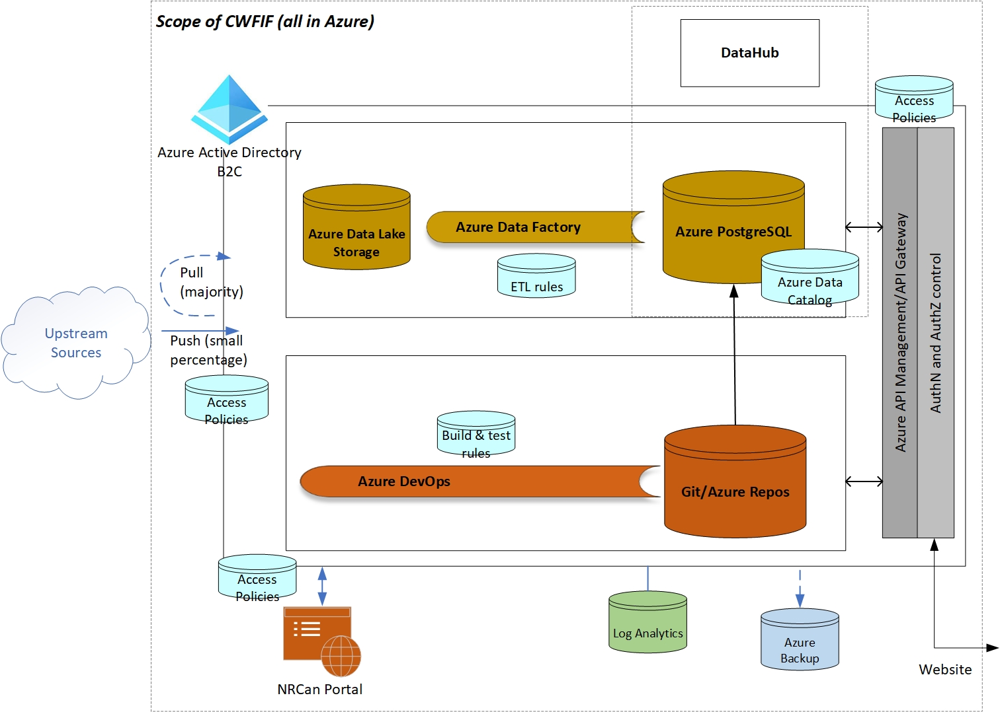 Scope of CWFIF (all in Azure)
DataHub
Access
Policies
Azure Active Directory
B2C
Azure Data Lake
Storage
Azure Data Factory
ETL rules
Azure PostgreSQL
Azure Data
Catalog
Azure API Management/API Gateway
AuthN and AuthZ control
Pull
(majority)
Upstream
Sources
Push (small
percentage)
Access
Policies
Build & test
rules
Azure DevOps
Git/Azure Repos
Access
Policies
NRCan Portal
Log Analytics
Azure
Backup
Website